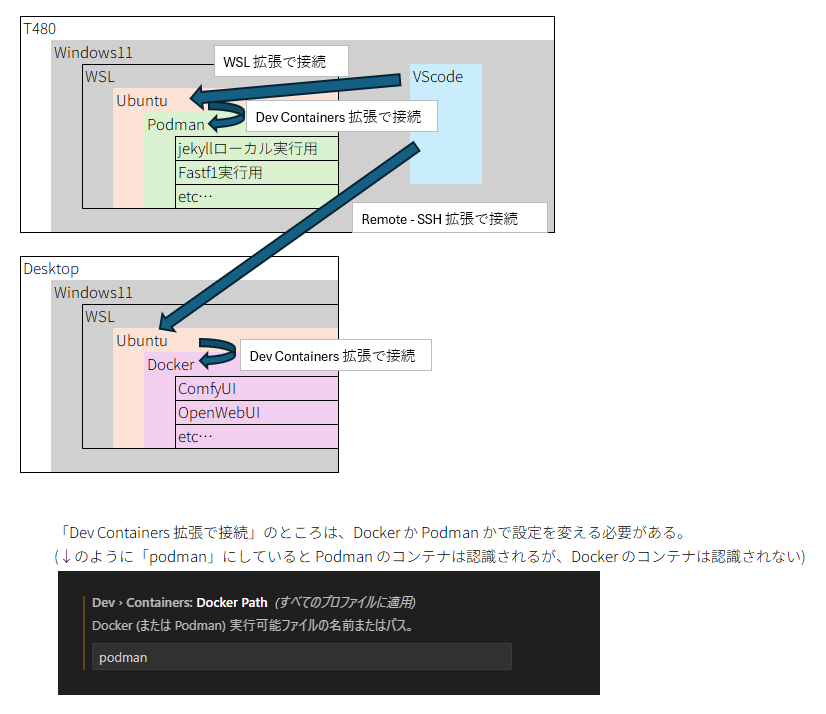 T480
Windows11
WSL 拡張で接続
WSL
VScode
Ubuntu
Dev Containers 拡張で接続
Podman
jekyllローカル実行用
Fastf1実行用
etc…
Remote - SSH 拡張で接続
Desktop
Windows11
WSL
Ubuntu
Dev Containers 拡張で接続
Docker
ComfyUI
OpenWebUI
etc…
「Dev Containers 拡張で接続」のところは、Docker か Podman かで設定を変える必要がある。
(↓のように「podman」にしていると Podman のコンテナは認識されるが、Docker のコンテナは認識されない)
Dev › Containers: Docker Path (すべてのプロファイルに適用)
Docker (または Podman) 実行可能ファイルの名前またはパス。
podman